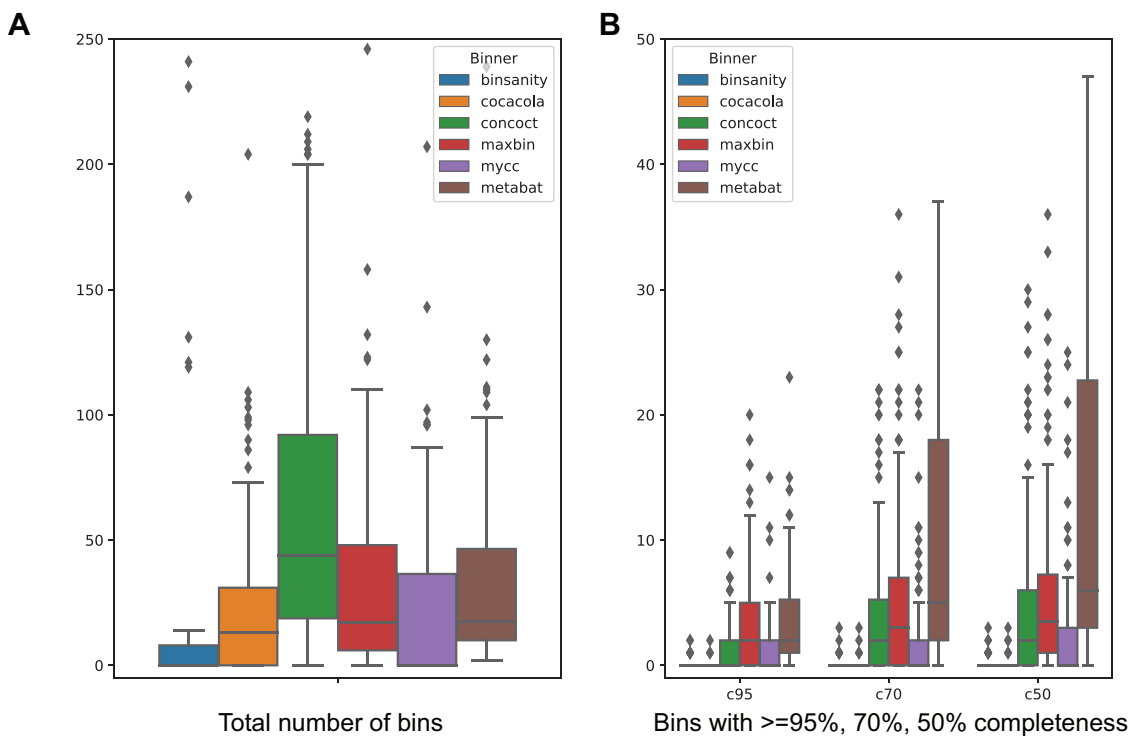 A
250
200
150
100
50
0
Binner
binsanity
cocacola
concoct
maxbin
mycc
metabat
Total number of bins
B
50
40
30
20
10
0
Binner
binsanity
cocacola
concoct
maxbin
mycc
metabat
c95 c70 c50
Bins with >=95%, 70%, 50% completeness